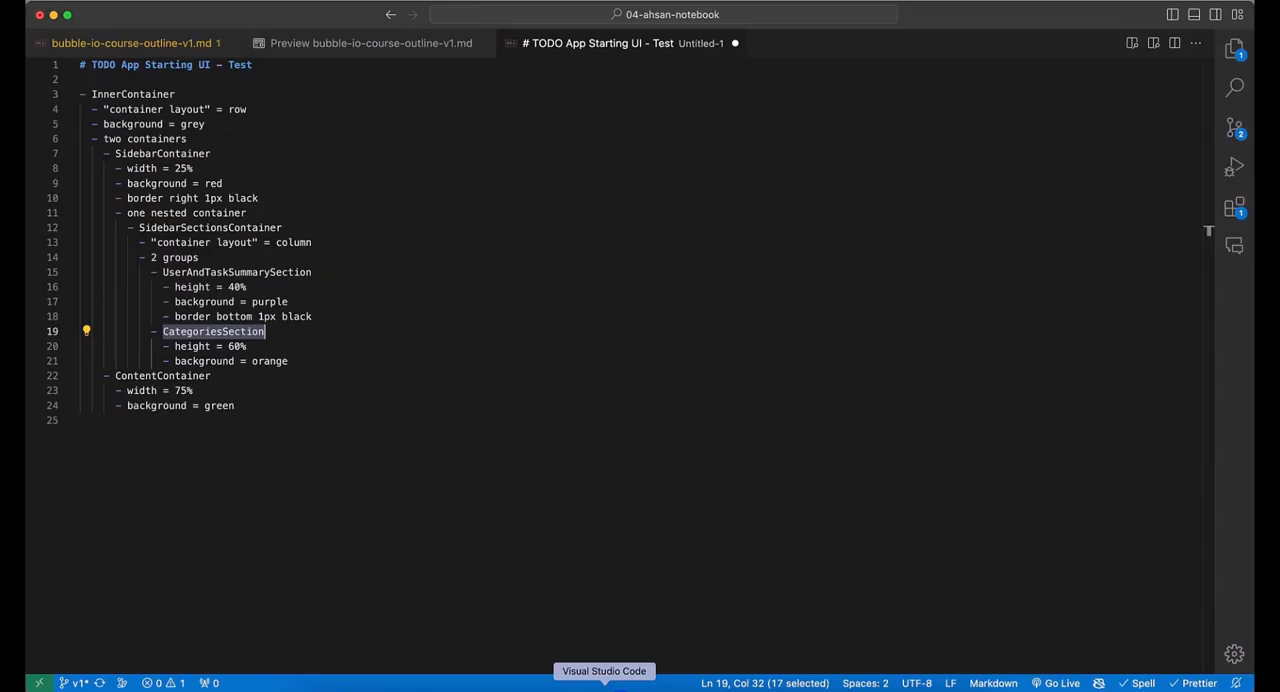 04-ahsan-notebook
bubble-io-course-outline-v1.md 1
Preview bubble-io-course-outline-v1.md
# TODO App Starting UI - Test Untitled-1
1 # TODO App Starting UI - Test
2
3 - InnerContainer
4 - "container layout" = row
5 - background = grey
6 - two containers
7 - SidebarContainer
8 - width = 25%
9 - background = red
10 - border right 1px black
11 - one nested container
12 - SidebarSectionsContainer
13 - "container layout" = column
14 - 2 groups
15 - UserAndTaskSummarySection
16 - height = 40%
17 - background = purple
18 - border bottom 1px black
19 - CategoriesSection
20 - height = 60%
21 - background = orange
22 - ContentContainer
23 - width = 75%
24 - background = green
25
1
2
1
T
Visual Studio Code
v1* 0 1 0 Ln 19, Col 32 (17 selected) Spaces: 2 UTF-8 LF Markdown Go Live Spell Prettier